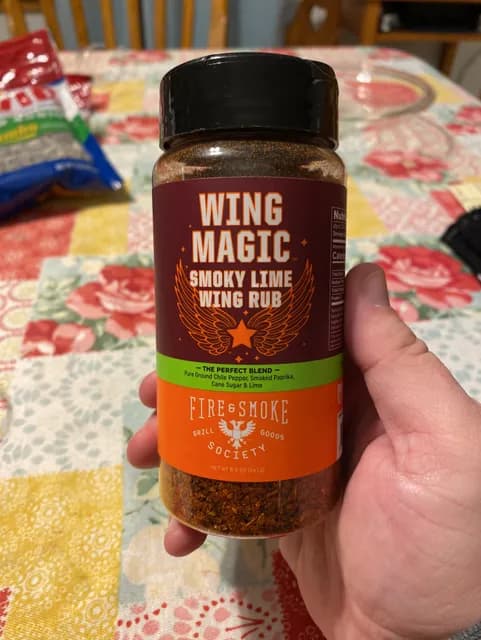 WING
MAGIC
SMOKY LIME
WING RUB
— THE PERFECT BLEND —
Pure Ground Chile Pepper, Smoked Paprika,
Cane Sugar & Lime
FIRE & SMOKE
GRILL GOODS
SOCIETY